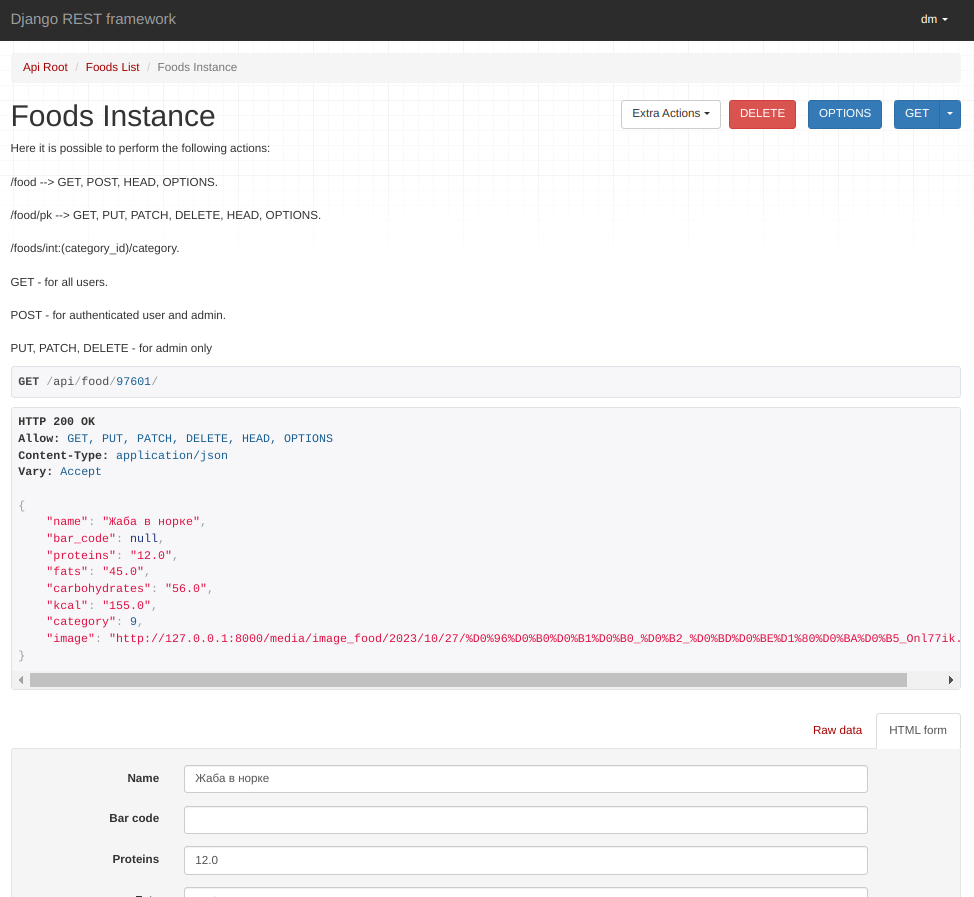 Django REST framework
dm
Api Root / Foods List / Foods Instance
Foods Instance
Extra Actions
DELETE
OPTIONS
GET
Here it is possible to perform the following actions:
/food --> GET, POST, HEAD, OPTIONS.
/food/pk --> GET, PUT, PATCH, DELETE, HEAD, OPTIONS.
/foods/int:(category_id)/category.
GET - for all users.
POST - for authenticated user and admin.
PUT, PATCH, DELETE - for admin only
GET /api/food/97601/
HTTP 200 OK
Allow: GET, PUT, PATCH, DELETE, HEAD, OPTIONS
Content-Type: application/json
Vary: Accept
{
"name": "Жаба в норке",
"bar_code": null,
"proteins": "12.0",
"fats": "45.0",
"carbohydrates": "56.0",
"kcal": "155.0",
"category": 9,
"image": "http://127.0.0.1:8000/media/image_food/2023/10/27/%D0%96%D0%B0%D0%B1%D0%B0_%D0%B2_%D0%BD%D0%BE%D1%80%D0%BA%D0%B5_Onl77ik.
}
Raw data
HTML form
Name
Жаба в норке
Bar code
Proteins
12.0